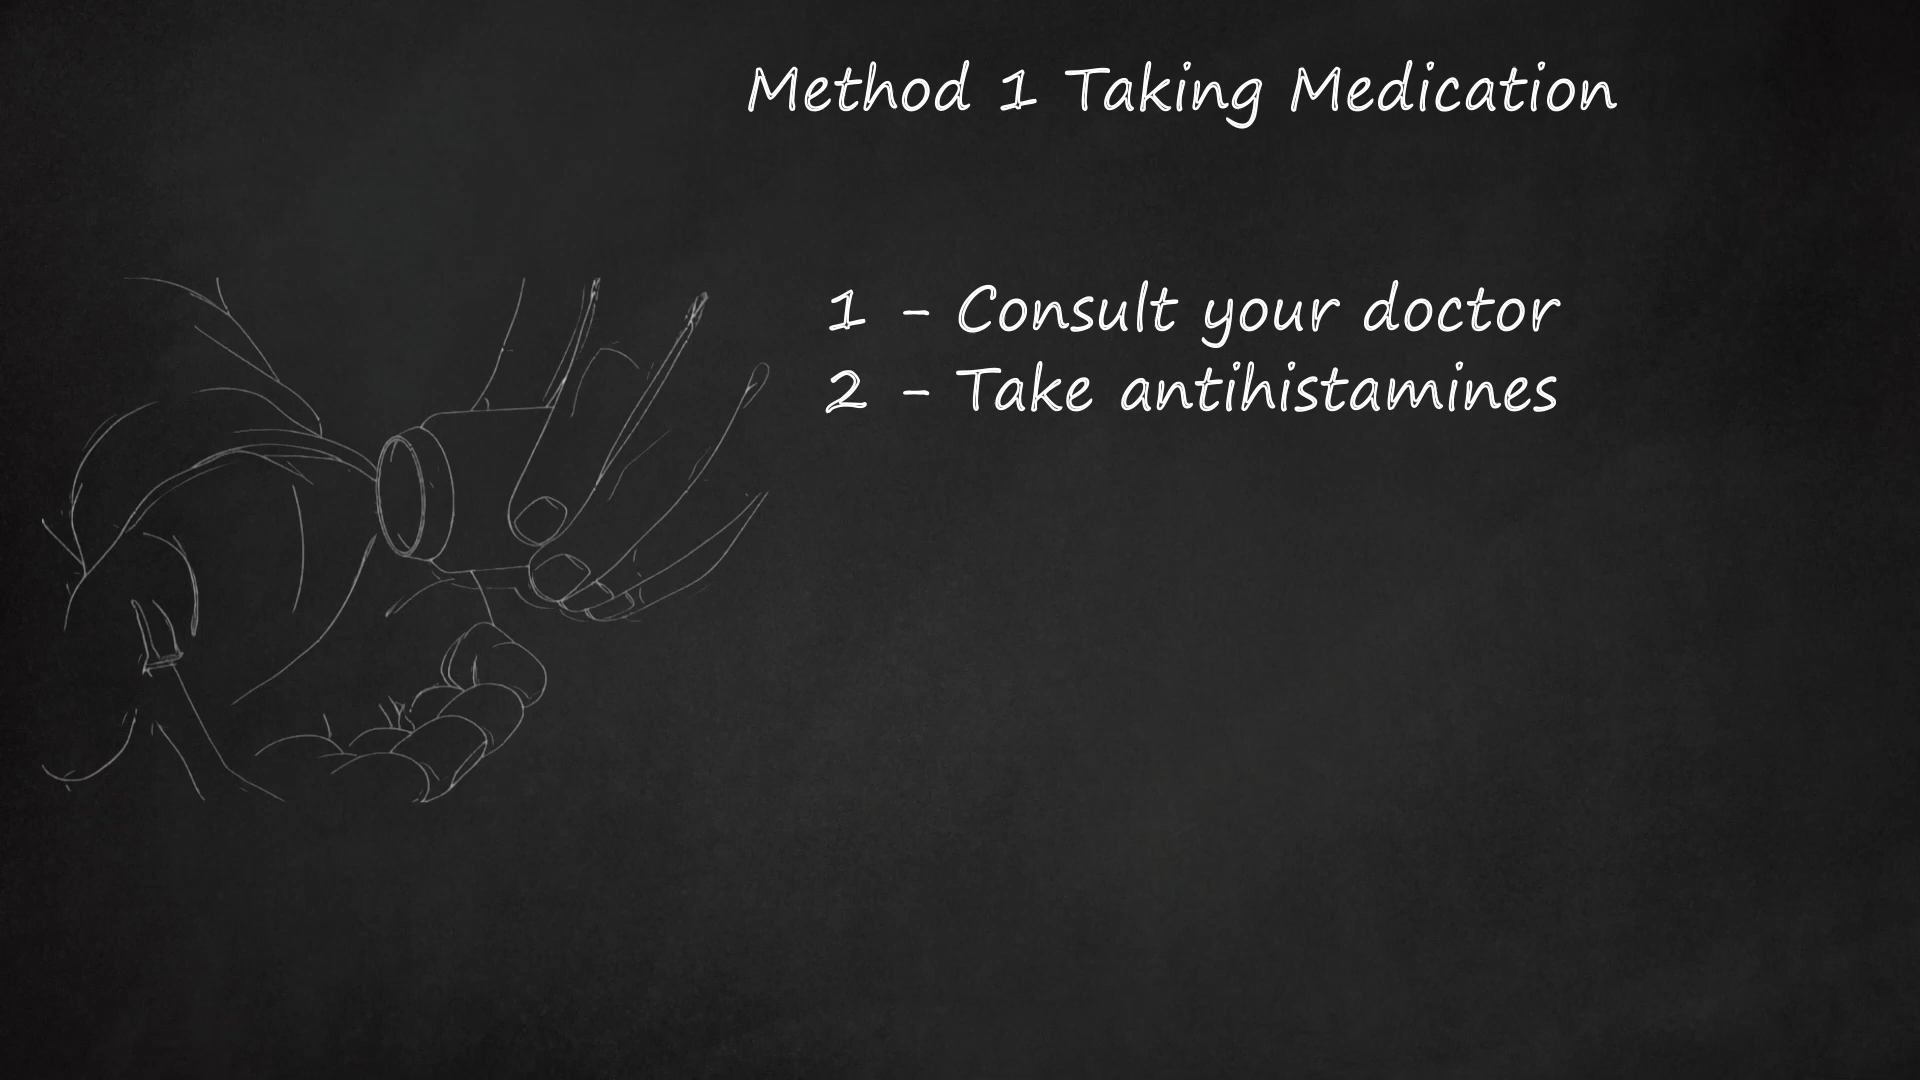 Method 1 Taking Medication
1 - Consult your doctor
2 - Take antihistamines